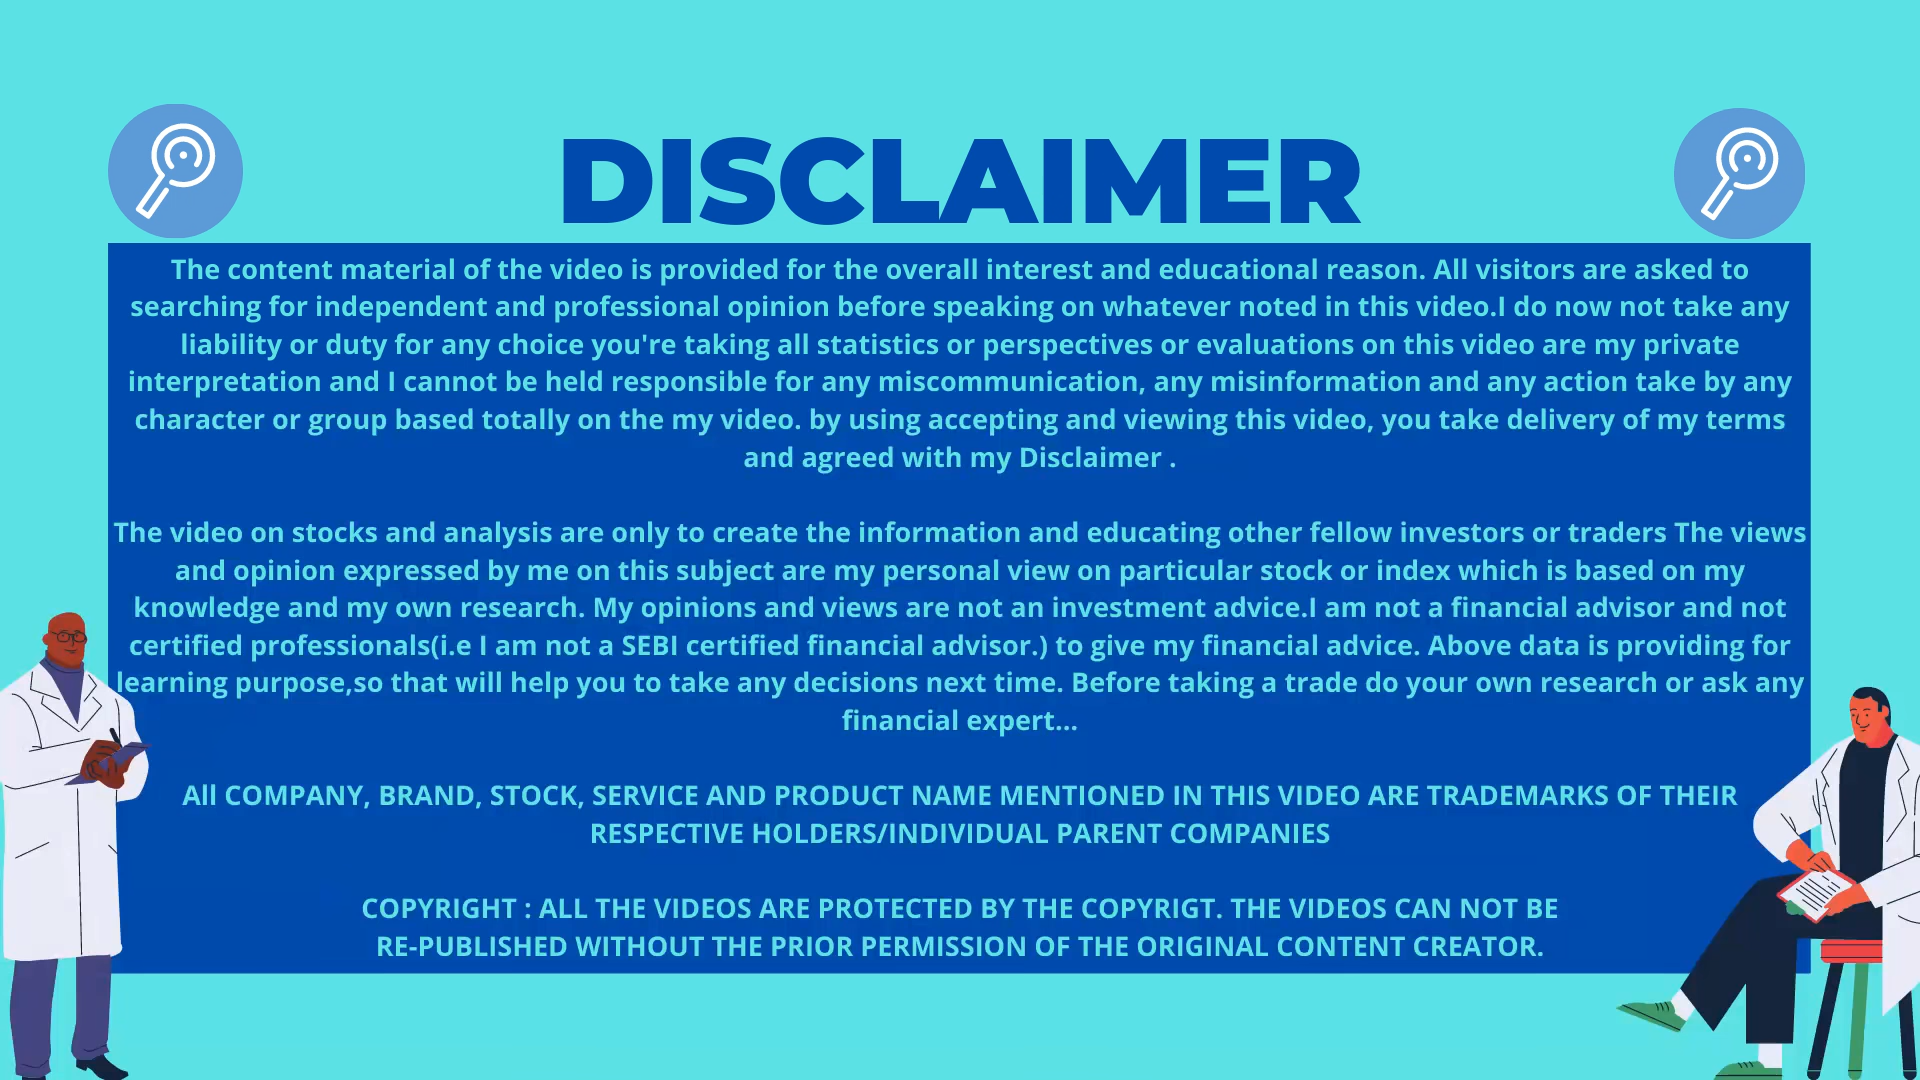 DISCLAIMER
The content material of the video is provided for the overall interest and educational reason. All visitors are asked to
searching for independent and professional opinion before speaking on whatever noted in this video.I do now not take any
liability or duty for any choice you're taking all statistics or perspectives or evaluations on this video are my private
interpretation and I cannot be held responsible for any miscommunication, any misinformation and any action take by any
character or group based totally on the my video. by using accepting and viewing this video, you take delivery of my terms
and agreed with my Disclaimer .
The video on stocks and analysis are only to create the information and educating other fellow investors or traders The views
and opinion expressed by me on this subject are my personal view on particular stock or index which is based on my
knowledge and my own research. My opinions and views are not an investment advice.I am not a financial advisor and not
certified professionals(i.e I am not a SEBI certified financial advisor.) to give my financial advice. Above data is providing for
learning purpose,so that will help you to take any decisions next time. Before taking a trade do your own research or ask any
financial expert...
All COMPANY, BRAND, STOCK, SERVICE AND PRODUCT NAME MENTIONED IN THIS VIDEO ARE TRADEMARKS OF THEIR
RESPECTIVE HOLDERS/INDIVIDUAL PARENT COMPANIES
COPYRIGHT : ALL THE VIDEOS ARE PROTECTED BY THE COPYRIGT. THE VIDEOS CAN NOT BE
RE-PUBLISHED WITHOUT THE PRIOR PERMISSION OF THE ORIGINAL CONTENT CREATOR.